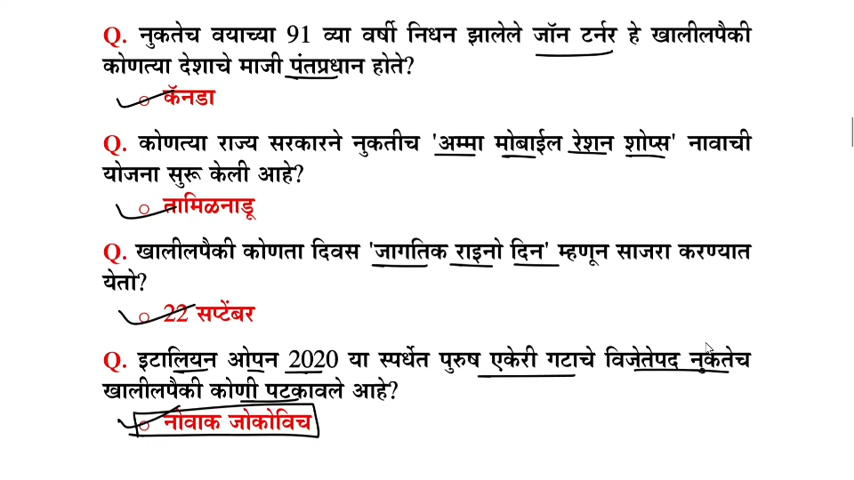 Q. नुकतेच वयाच्या 91 व्या वर्षी निधन झालेले जॉन टर्नर हे खालीलपैकी
कोणत्या देशाचे माजी पंतप्रधान होते?
○ कॅनडा
Q. कोणत्या राज्य सरकारने नुकतीच 'अम्मा मोबाईल रेशन शोप्स' नावाची
योजना सुरू केली आहे?
○ तामिळनाडू
Q. खालीलपैकी कोणता दिवस 'जागतिक राइनो दिन' म्हणून साजरा करण्यात
येतो?
○ 22 सप्टेंबर
Q. इटालियन ओपन 2020 या स्पर्धेत पुरुष एकेरी गटाचे विजेतेपद नुकतेच
खालीलपैकी कोणी पटकावले आहे?
○ नोवाक जोकोविच